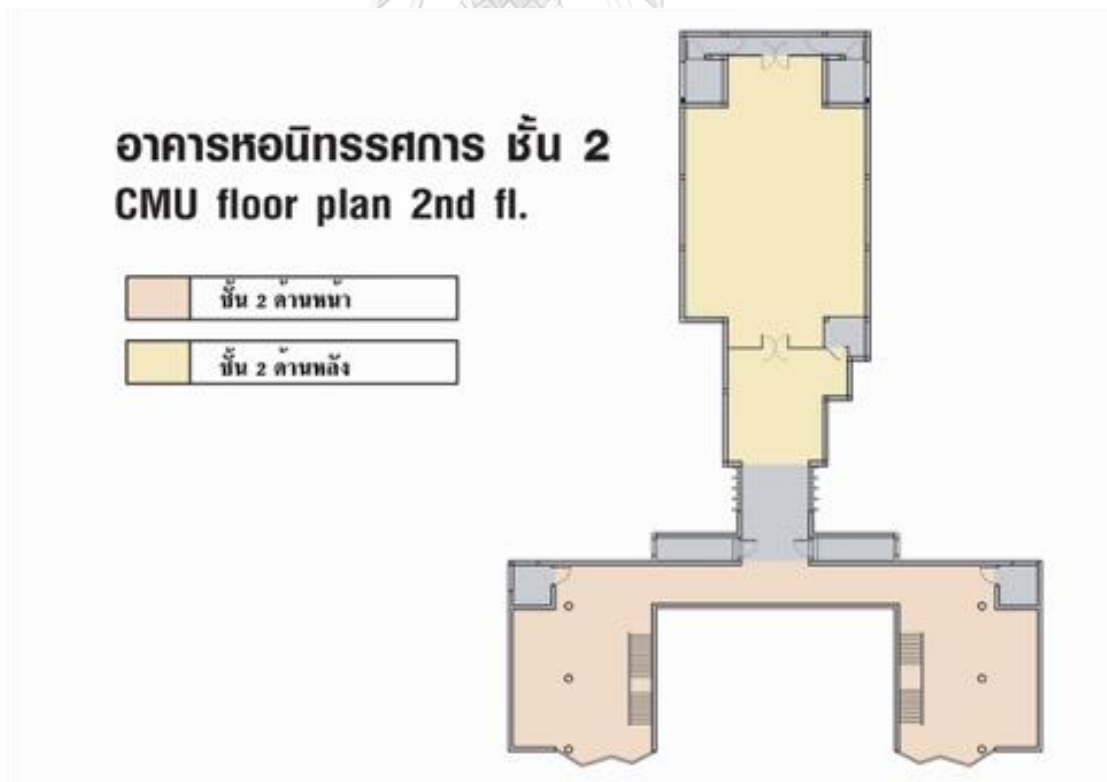 อาคารหอนิทรรศการ ชั้น 2
CMU floor plan 2nd fl.
ชั้น 2 ด้านหน้า
ชั้น 2 ด้านหลัง